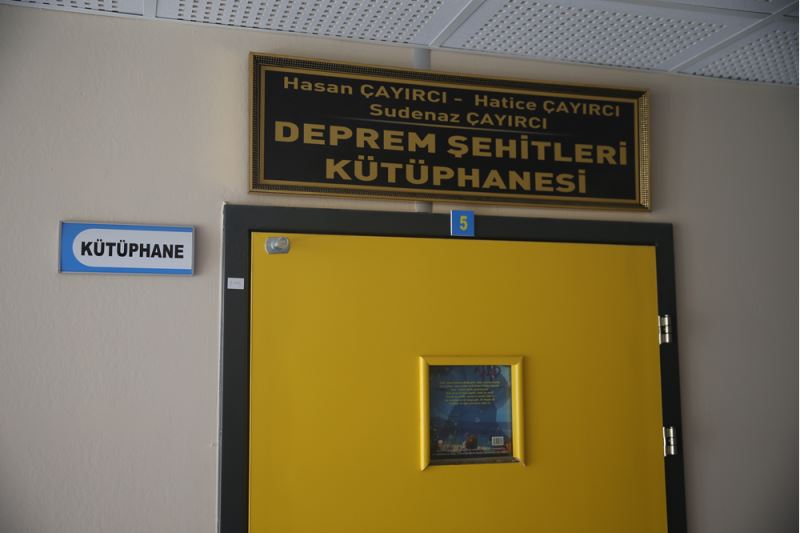 Hasan ÇAYIRCI - Hatice ÇAYIRCI
Sudenaz ÇAYIRCI
DEPREM ŞEHİTLERİ
KÜTÜPHANESİ
5
KÜTÜPHANE